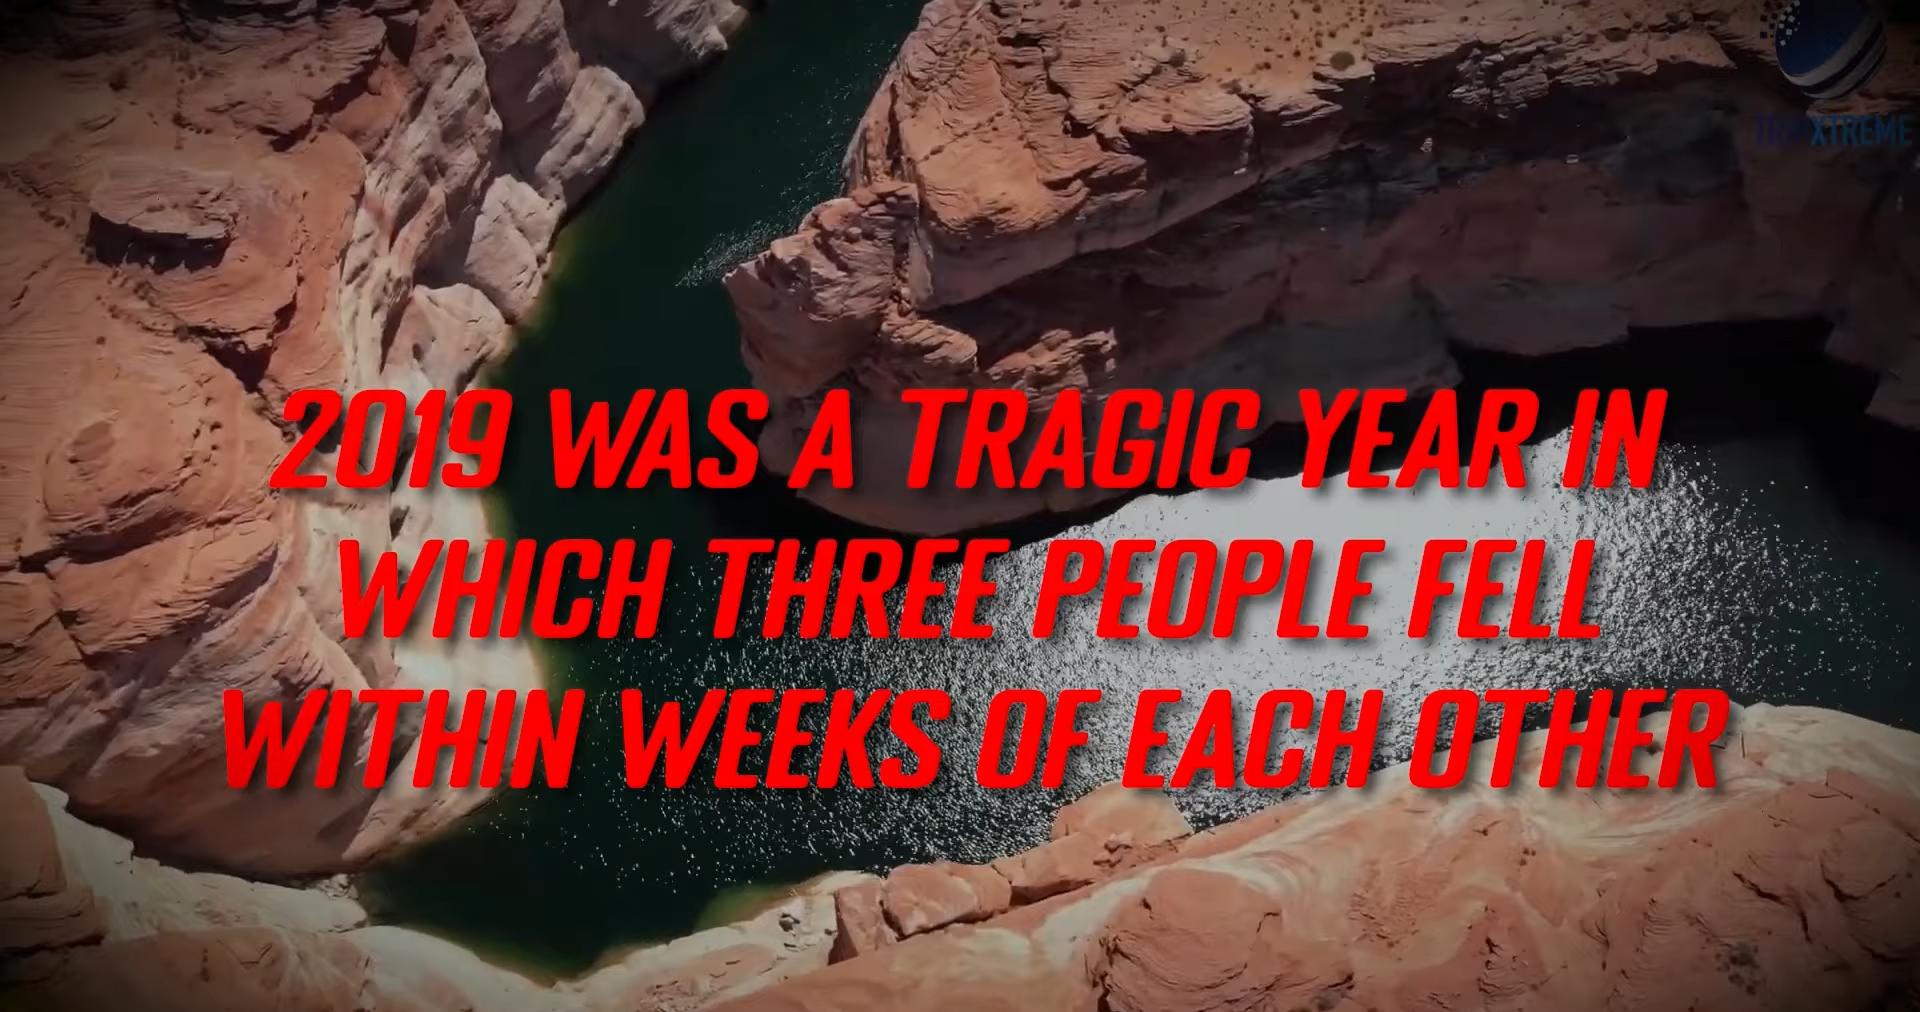 2019 WAS A TRAGIC YEAR IN
WHICH THREE PEOPLE FELL
WITHIN WEEKS OF EACH OTHER